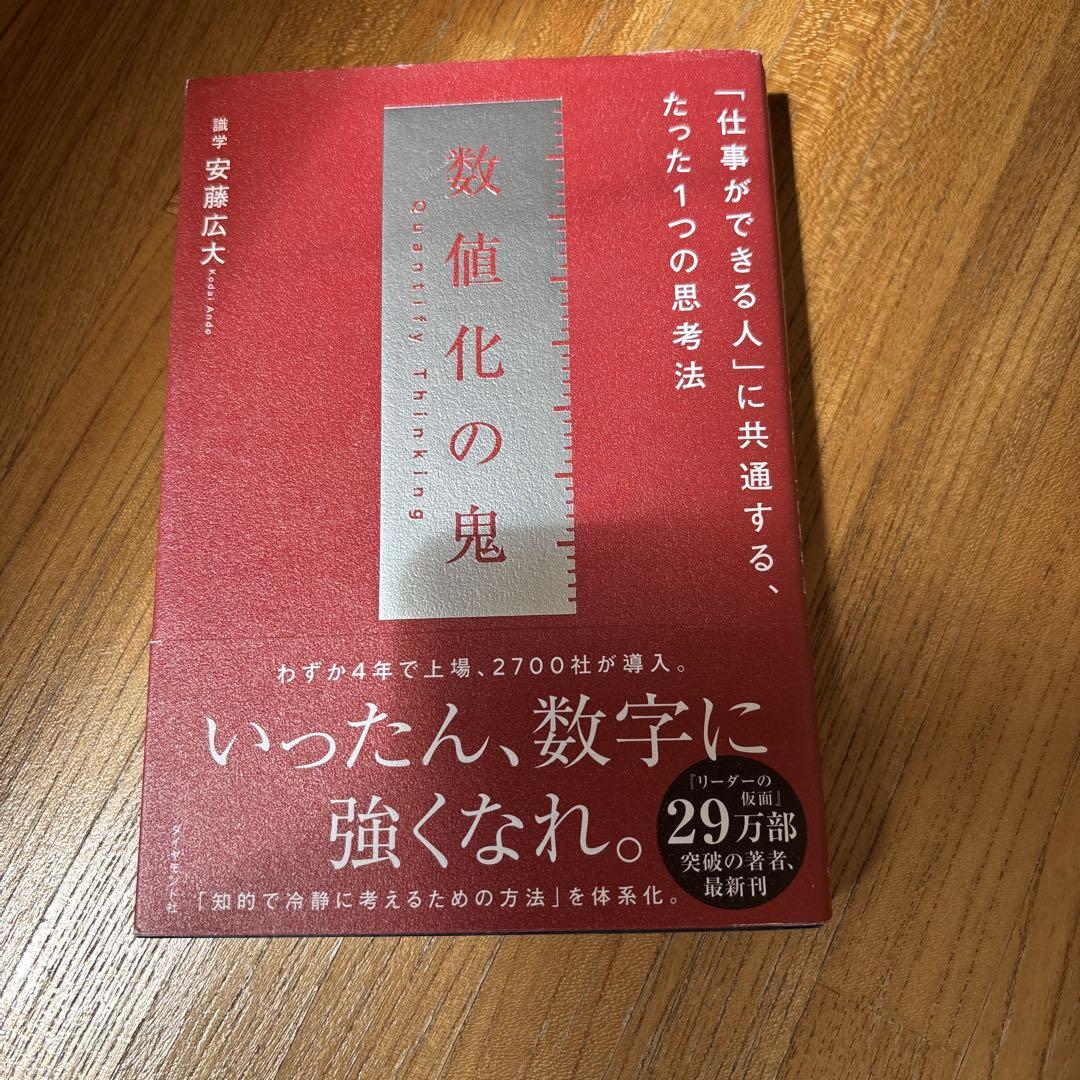 「仕事ができる人」に共通する、
たった1つの思考法
数値化の鬼
Quantify Thinking
識学 安藤広大
Kodai Ando
わずか4年で上場、2700社が導入。
いったん、数字に
強くなれ。
「知的で冷静に考えるための方法」を体系化。
『リーダーの
仮面』
29万部
突破の著者、
最新刊
ダイヤモンド社